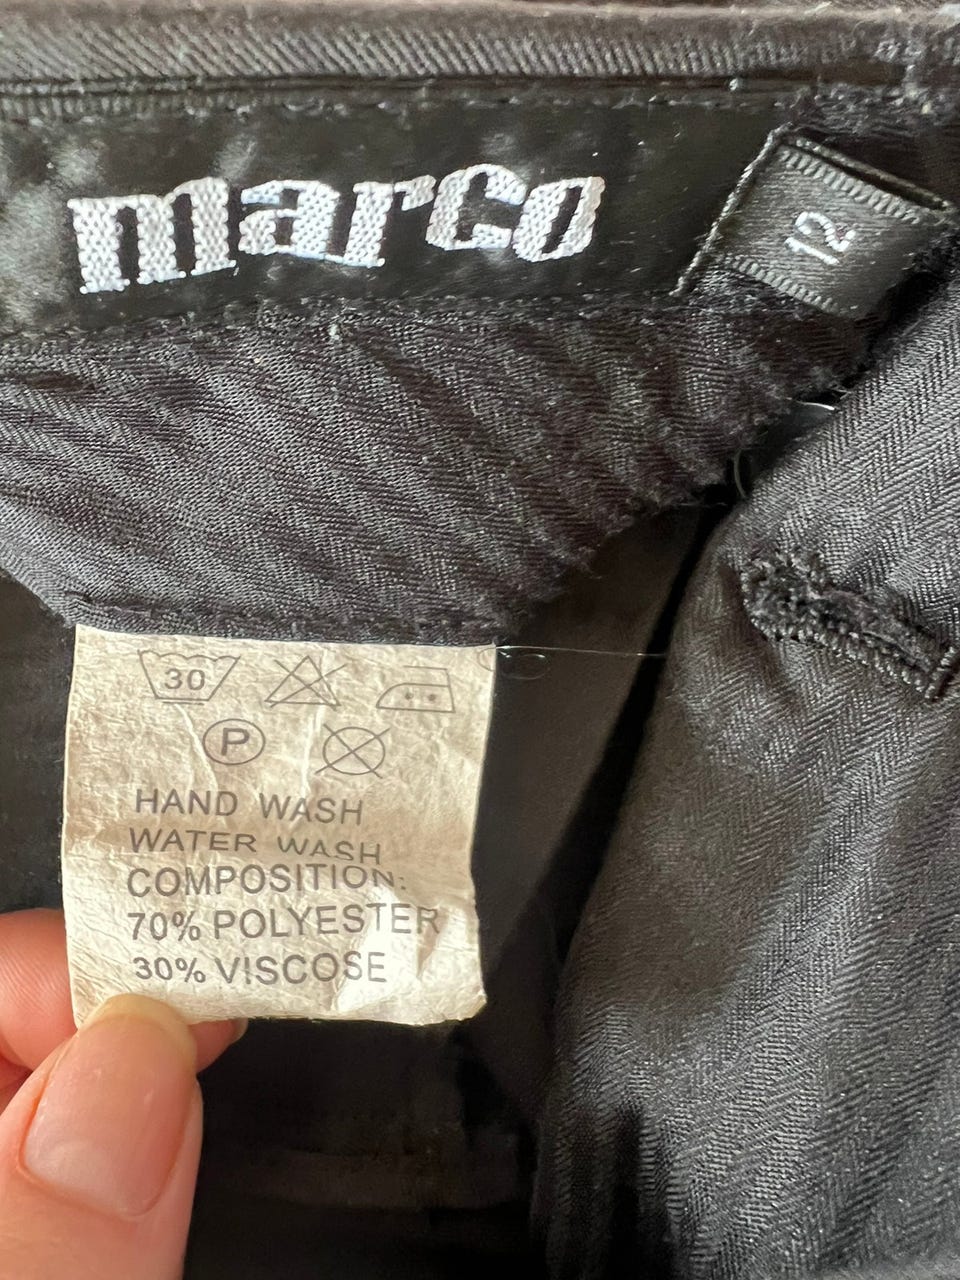 marco
12
30
P
HAND WASH
WATER WASH
COMPOSITION:
70% POLYESTER
30% VISCOSE